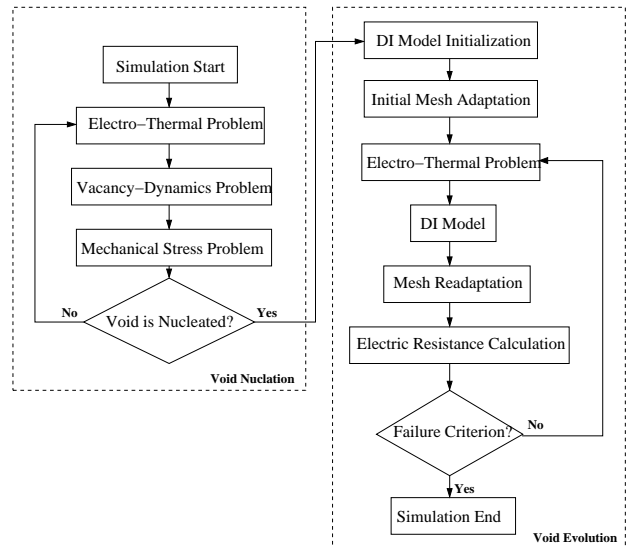 Simulation Start
Electro−Thermal Problem
Vacancy−Dynamics Problem
Mechanical Stress Problem
Void is Nucleated?
No
Yes
Void Nuclation
DI Model Initialization
Initial Mesh Adaptation
Electro−Thermal Problem
DI Model
Mesh Readaptation
Electric Resistance Calculation
Failure Criterion?
No
Yes
Simulation End
Void Evolution